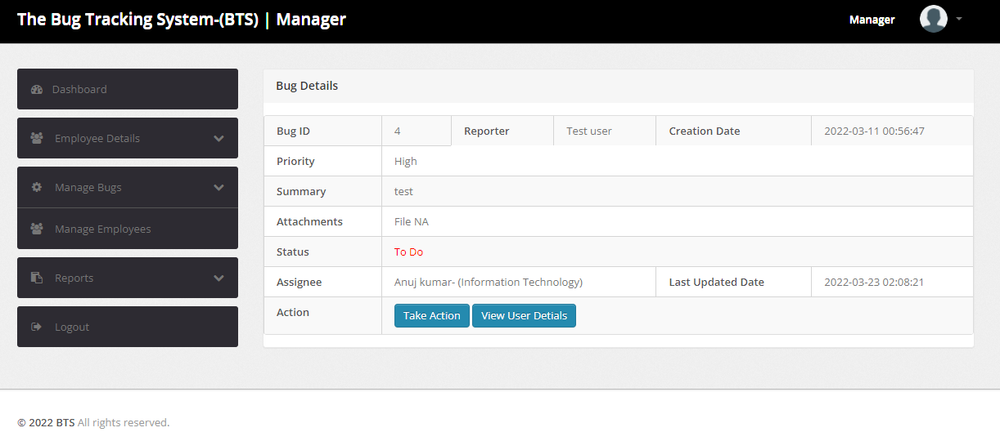 The Bug Tracking System-(BTS) | Manager
Manager
Dashboard
Employee Details
Manage Bugs
Manage Employees
Reports
Logout
Bug Details
Bug ID 4 Reporter Test user Creation Date 2022-03-11 00:56:47
Priority High
Summary test
Attachments File NA
Status To Do
Assignee Anuj kumar- (Information Technology) Last Updated Date 2022-03-23 02:08:21
Action Take Action View User Detials
© 2022 BTS All rights reserved.